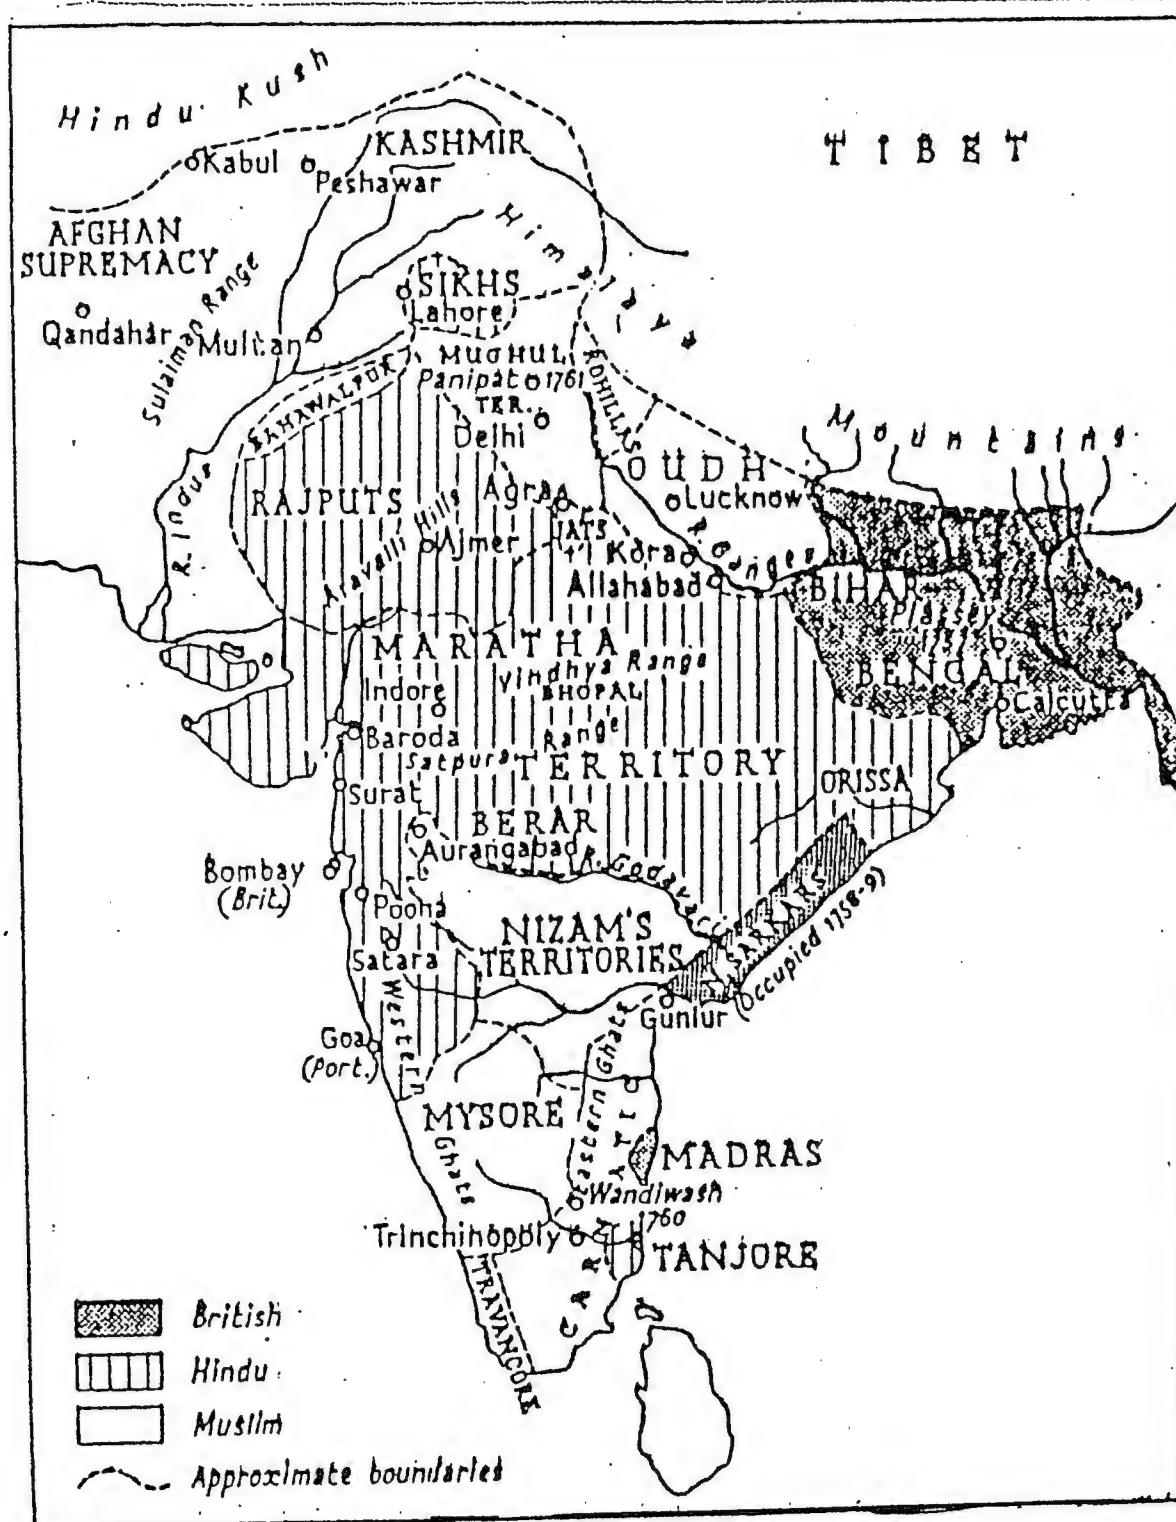 Hindu Kush
TIBET
KASHMIR
Kabul
Peshawar
AFGHAN
SUPREMACY
Himalaya
Sulaiman Range
SIKHS
Lahore
Qandahar
Multan
MUGHUL
Panipat 1761
TER.
Delhi
ROHILLAS
BAHAWALPUR
Mountains
OUDH
Lucknow
R. Indus
RAJPUTS
Agra
Aravalli Hills
Ajmer
JATS
Kora
R. Ganges
Allahabad
BIHAR
Plassey
1757
MARATHA
Vindhya Range
BENGAL
Indore
BHOPAL
Calcutta
Baroda
Satpura Range
TERRITORY
Surat
ORISSA
BERAR
Aurangabad
R. Godavari
Bombay
(Brit.)
Poona
NIZAM'S
TERRITORIES
SARKARS
(Occupied 1758-9)
Satara
Guntur
Western Ghats
Goa
(Port.)
Eastern Ghats
MYSORE
CARNATIC
MADRAS
Wandiwash
1760
Trinchinopoly
TANJORE
TRAVANCORE
British
Hindu
Muslim
Approximate boundaries